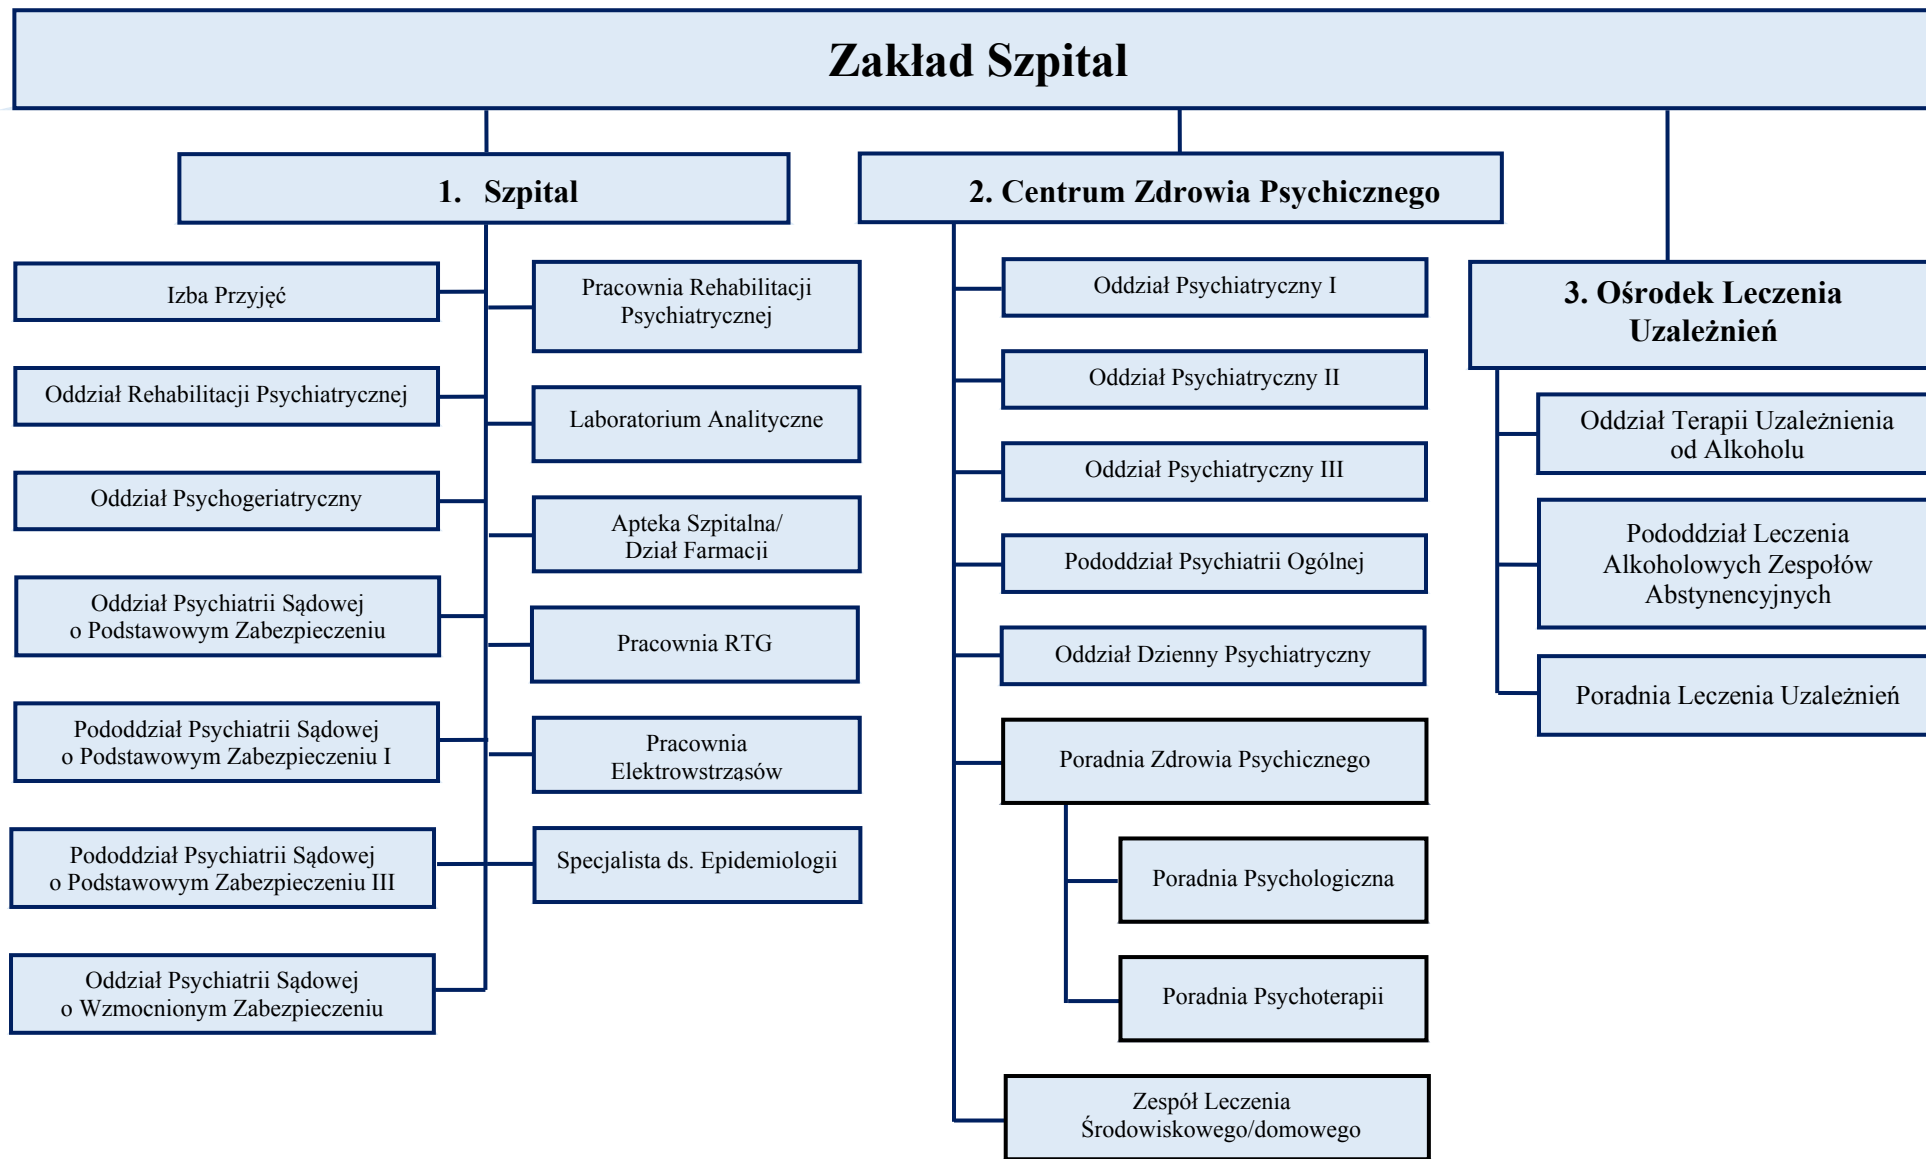 Zakład Szpital
1. Szpital
Izba Przyjęć
Oddział Rehabilitacji Psychiatrycznej
Oddział Psychogeriatryczny
Oddział Psychiatrii Sądowej
o Podstawowym Zabezpieczeniu
Pododdział Psychiatrii Sądowej
o Podstawowym Zabezpieczeniu I
Pododdział Psychiatrii Sądowej
o Podstawowym Zabezpieczeniu III
Oddział Psychiatrii Sądowej
o Wzmocnionym Zabezpieczeniu
Pracownia Rehabilitacji
Psychiatrycznej
Laboratorium Analityczne
Apteka Szpitalna/
Dział Farmacji
Pracownia RTG
Pracownia
Elektrowstrząsów
Specjalista ds. Epidemiologii
2. Centrum Zdrowia Psychicznego
Oddział Psychiatryczny I
Oddział Psychiatryczny II
Oddział Psychiatryczny III
Pododdział Psychiatrii Ogólnej
Oddział Dzienny Psychiatryczny
Poradnia Zdrowia Psychicznego
Poradnia Psychologiczna
Poradnia Psychoterapii
Zespół Leczenia
Środowiskowego/domowego
3. Ośrodek Leczenia
Uzależnień
Oddział Terapii Uzależnienia
od Alkoholu
Pododdział Leczenia
Alkoholowych Zespołów
Abstynencyjnych
Poradnia Leczenia Uzależnień